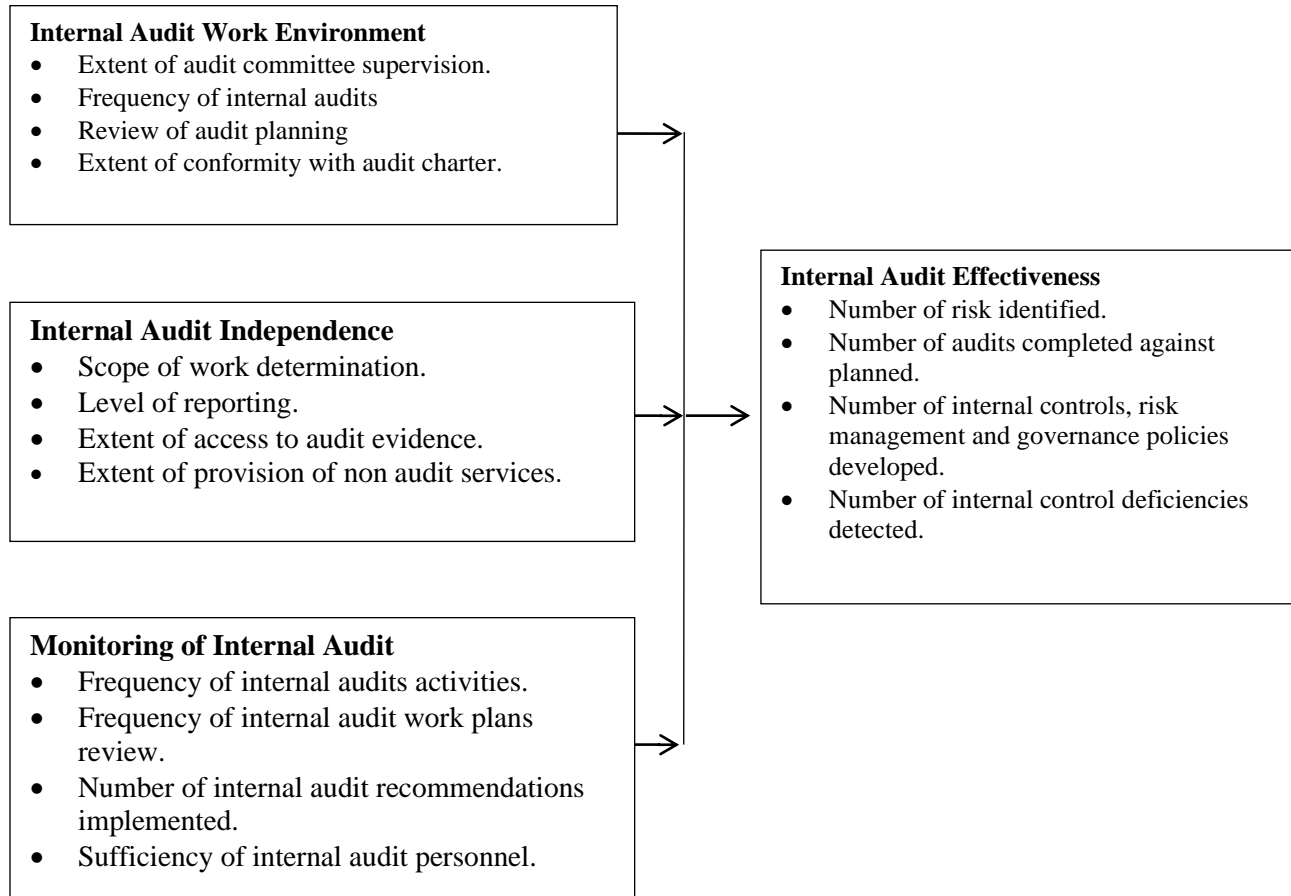 Internal Audit Work Environment
• Extent of audit committee supervision.
• Frequency of internal audits
• Review of audit planning
• Extent of conformity with audit charter.
Internal Audit Independence
• Scope of work determination.
• Level of reporting.
• Extent of access to audit evidence.
• Extent of provision of non audit services.
Monitoring of Internal Audit
• Frequency of internal audits activities.
• Frequency of internal audit work plans
review.
• Number of internal audit recommendations
implemented.
• Sufficiency of internal audit personnel.
Internal Audit Effectiveness
• Number of risk identified.
• Number of audits completed against
planned.
• Number of internal controls, risk
management and governance policies
developed.
• Number of internal control deficiencies
detected.